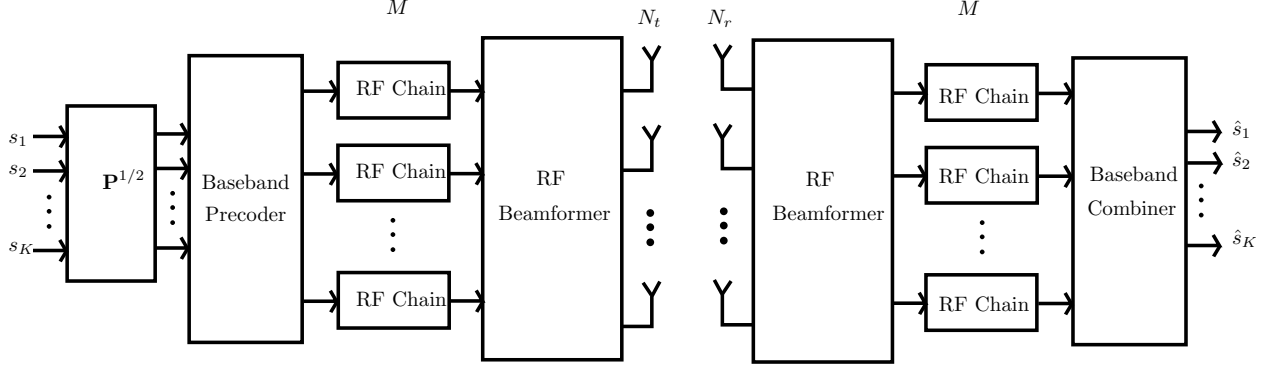 M
N_t
N_r
M
s_1
s_2
s_K
P^{1/2}
Baseband
Precoder
RF Chain
RF Chain
RF Chain
RF
Beamformer
RF
Beamformer
RF Chain
RF Chain
RF Chain
Baseband
Combiner
ŝ_1
ŝ_2
ŝ_K